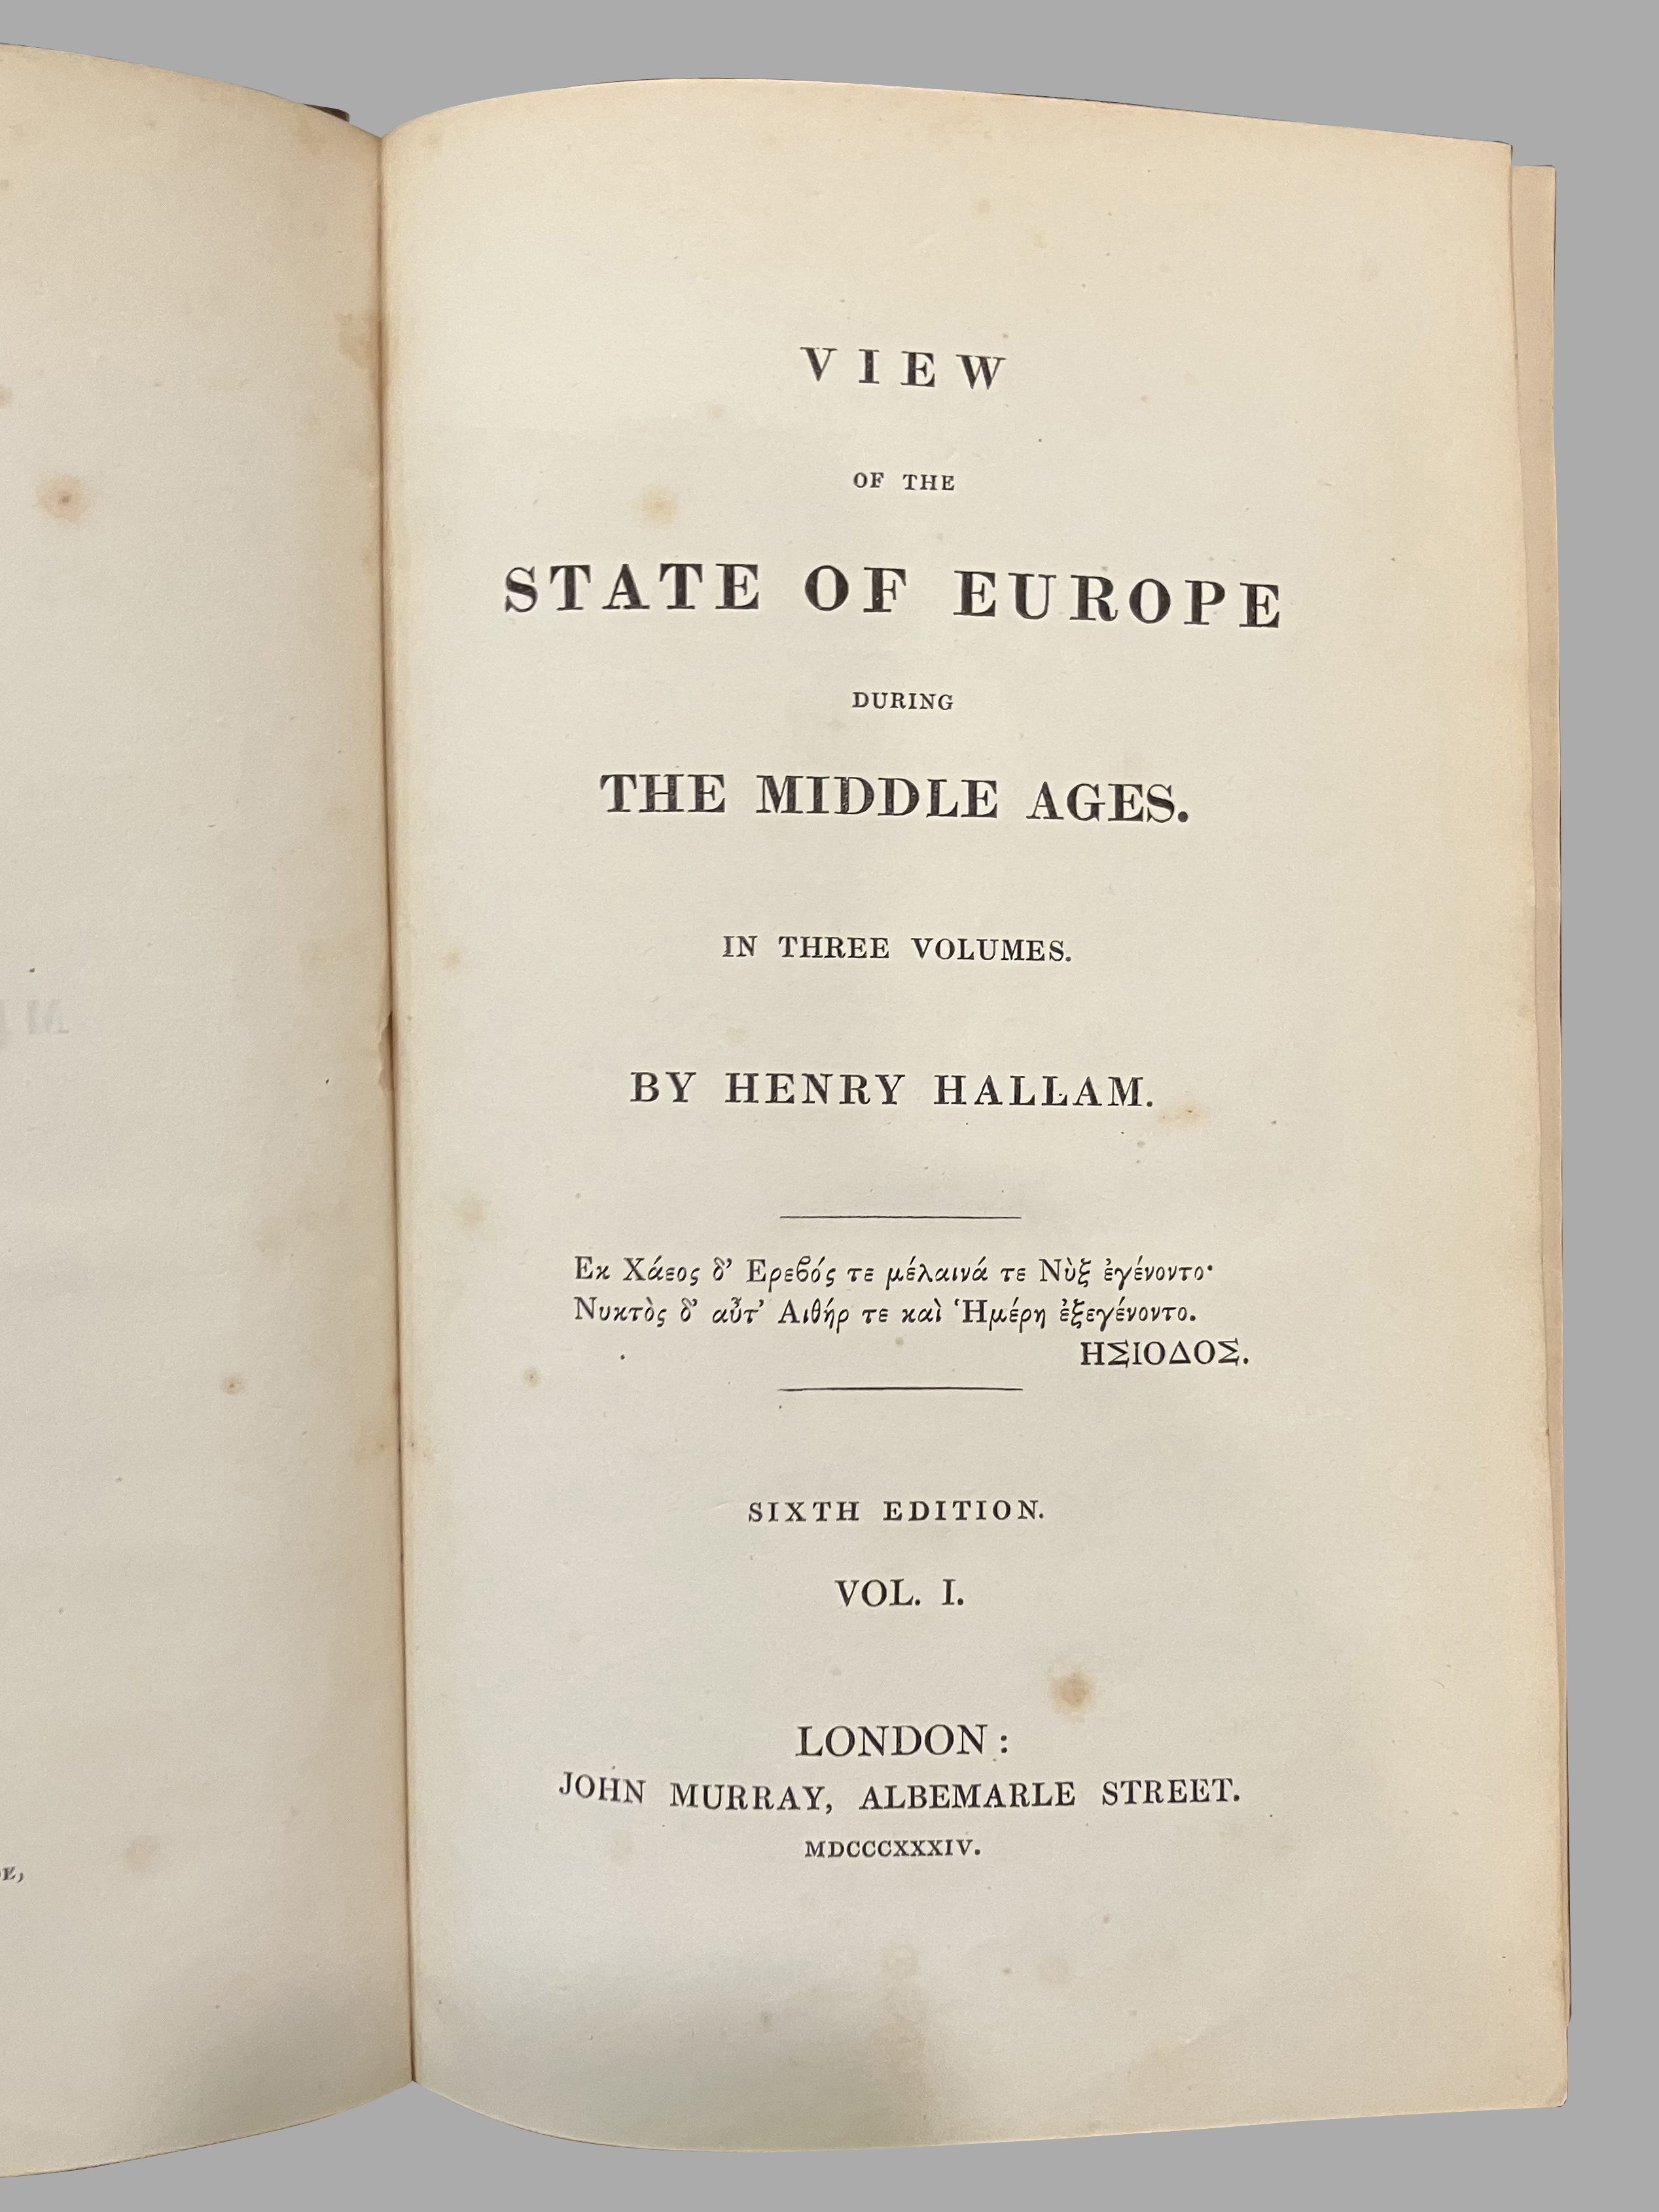 VIEW
OF THE
STATE OF EUROPE
DURING
THE MIDDLE AGES.
IN THREE VOLUMES.
BY HENRY HALLAM.
Εκ Χάεος δ’ Ερεϐός τε μέλαινά τε Νὺξ ἐγένοντο·
Νυκτὸς δ’ αὖτ’ Αιθήρ τε καὶ Ἡμέρη ἐξεγένοντο.
ΗΣΙΟΔΟΣ.
SIXTH EDITION.
VOL. I.
LONDON:
JOHN MURRAY, ALBEMARLE STREET.
MDCCCXXXIV.